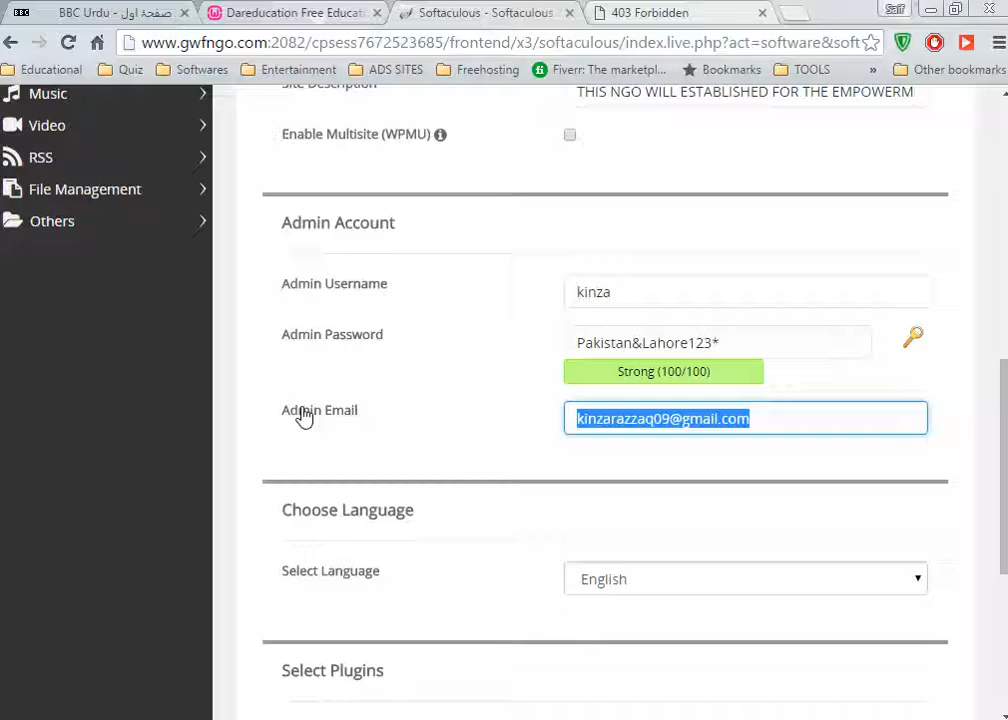 BBC Urdu - صفحۂ اول
Dareducation Free Educat
Softaculous - Softaculous
403 Forbidden
Saif
www.gwfngo.com:2082/cpsess7672523685/frontend/x3/softaculous/index.live.php?act=software&soft
Educational
Quiz
Softwares
Entertainment
ADS SITES
Freehosting
Fiverr: The marketpl...
Bookmarks
TOOLS
»
Other bookmarks
Music
Video
RSS
File Management
Others
Site Description
THIS NGO WILL ESTABLISHED FOR THE EMPOWERM
Enable Multisite (WPMU)
Admin Account
Admin Username
kinza
Admin Password
Pakistan&Lahore123*
Strong (100/100)
Admin Email
kinzarazzaq09@gmail.com
Choose Language
Select Language
English
Select Plugins